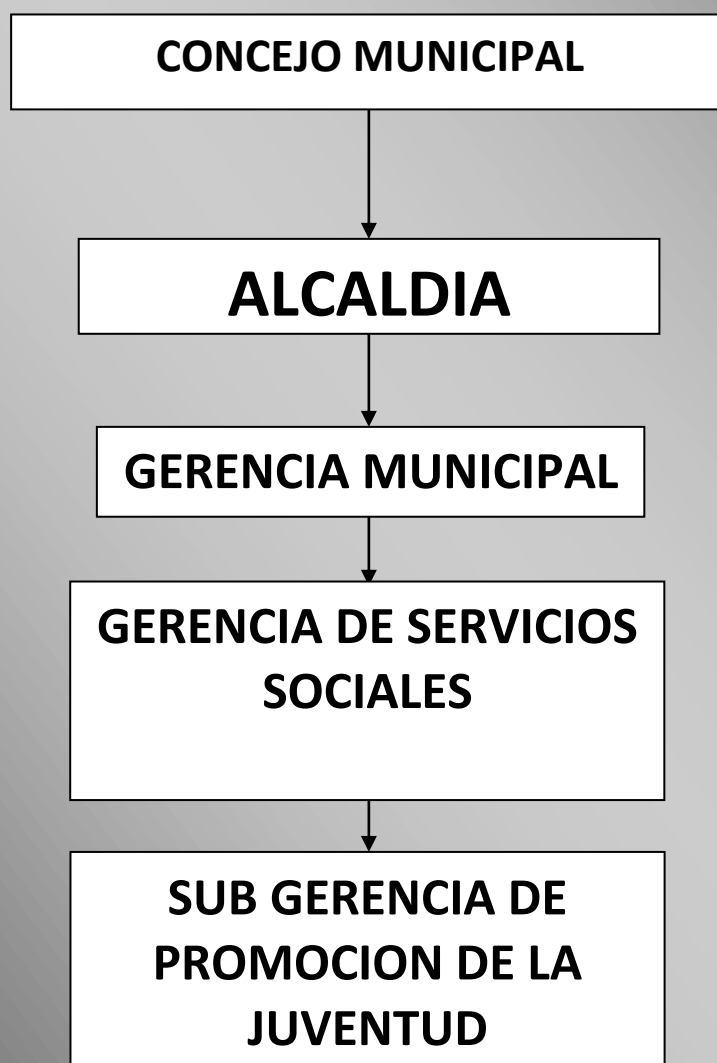 CONCEJO MUNICIPAL
ALCALDIA
GERENCIA MUNICIPAL
GERENCIA DE SERVICIOS
SOCIALES
SUB GERENCIA DE
PROMOCION DE LA
JUVENTUD